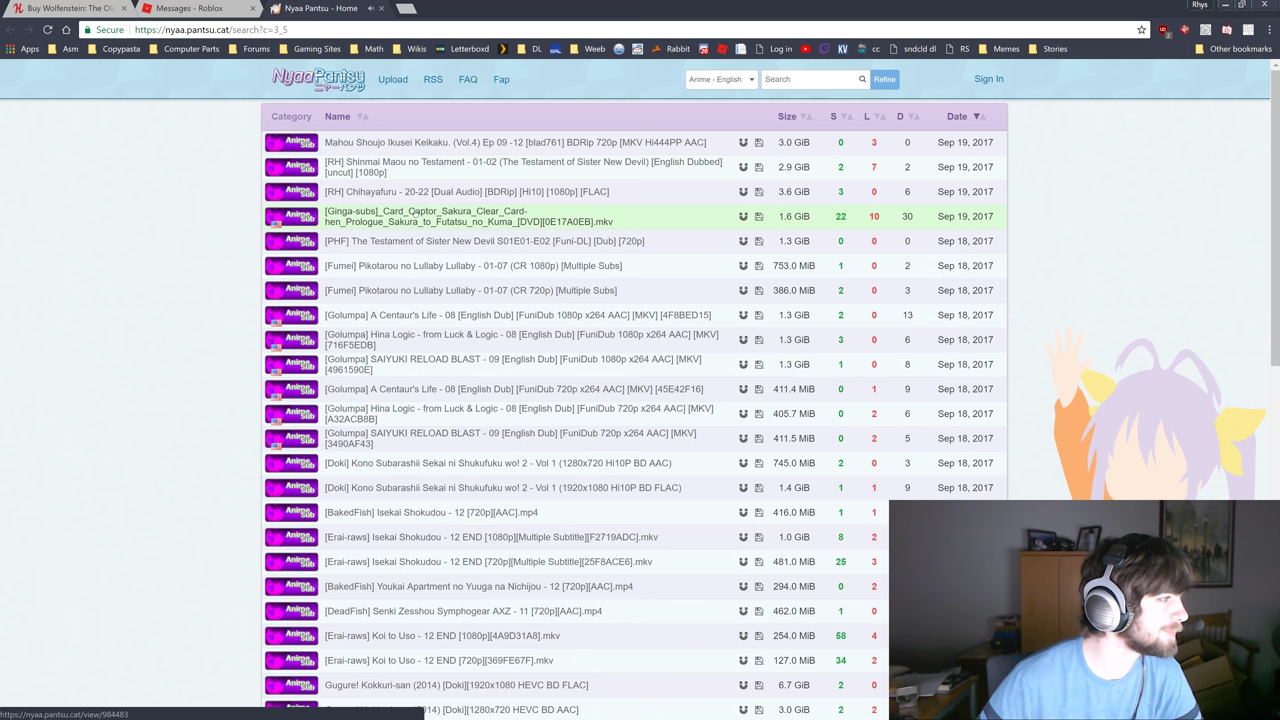 Buy Wolfenstein: The Ol
Messages - Roblox
Nyaa Pantsu - Home
Rhys
Secure
https://nyaa.pantsu.cat/search?c=3_5
Apps
Asm
Copypasta
Computer Parts
Forums
Gaming Sites
Math
Wikis
Letterbox
DL
Weeb
Rabbit
Log in
KV
cc
sndcld dl
RS
Memes
Stories
Other bookmarks
NyaaPantsu
Upload
RSS
FAQ
Fap
Anime - English
Search
Refine
Sign In
Category Name Size S L D Date
Mahou Shoujo Ikusei Keikaku. (Vol.4) Ep 09 -12 [blad761] BDRip 720p [MKV Hi444PP AAC] 3.0 GiB 0 3 0 Sep 19, 2017
[RH] Shinmai Maou no Testament - 01-02 (The Testament of Sister New Devil) [English Dubbed]
[uncut] [1080p] 2.9 GiB 2 7 2 Sep 19, 2017
[RH] Chihayafuru - 20-22 [Dual Audio] [BDRip] [Hi10] [1080p] [FLAC] 3.6 GiB 3 0 6 Sep 19, 2017
[Ginga-subs]_Card_Captor_Sakura_Clear_Card-
hen_Prologue_Sakura_to_Futatsu_no_Kuma_ 1.6 GiB 22 10 30 Sep 19, 2017
[PHF] The Testament of Sister New Devil S01E01-E02 [Funi-DL] [Dub] [720p] 1.3 GiB 0 0 0 Sep 18, 2017
[Fumei] Pikotarou no Lullaby Lullaby - 01-07 (CR 1080p) [Multiple Subs] 753.0 MiB 1 0 2 Sep 18, 2017
[Fumei] Pikotarou no Lullaby Lullaby - 01-07 (CR 720p) [Multiple Subs] 386.0 MiB 2 0 3 Sep 18, 2017
[Golumpa] A Centaur's Life - 08 [English Dub] [FuniDub 1080p x264 AAC] [MKV] [4F8BED15] 1.3 GiB 2 0 13 Sep 18, 2017
[Golumpa] Hina Logic - from Luck & Logic - 08 [English Dub] [FuniDub 1080p x264 AAC] [MKV]
[716F5EDB] 1.3 GiB 3 0 6 Sep 18, 2017
[Golumpa] SAIYUKI RELOAD BLAST - 09 [English Dub] [FuniDub 1080p x264 AAC] [MKV]
[4961590E] 1.3 GiB 1 0 8 Sep 18, 2017
[Golumpa] A Centaur's Life - 08 [English Dub] [FuniDub 720p x264 AAC] [MKV] [45E42F16] 411.4 MiB 0 1 9 Sep 18, 2017
[Golumpa] Hina Logic - from Luck & Logic - 08 [English Dub] [FuniDub 720p x264 AAC] [MKV]
[A32ACB8B] 405.7 MiB 0 2 6 Sep 18, 2017
[Golumpa] SAIYUKI RELOAD BLAST - 09 [English Dub] [FuniDub 720p x264 AAC] [MKV]
[3490AF43] 411.5 MiB 0 2 5 Sep 18, 2017
[Doki] Kono Subarashii Sekai ni Shukufuku wo! 2 - Vol 1 (1280x720 Hi10P BD AAC) 745.0 MiB 2 0 3 Sep 18, 2017
[Doki] Kono Subarashii Sekai ni Shukufuku wo! 2 - Vol 1 (1920x1080 Hi10P BD FLAC) 1.4 GiB 1 1 9 Sep 18, 2017
[BakedFish] Isekai Shokudou - 12 [720p][AAC].mp4 416.0 MiB 1 1
[Erai-raws] Isekai Shokudou - 12 END [1080p][Multiple Subtitle][F2719ADC].mkv 1.0 GiB 8 2
[Erai-raws] Isekai Shokudou - 12 END [720p][Multiple Subtitle][25F8ACE6].mkv 481.0 MiB 25 3
[BakedFish] Youkai Apartment no Yuuga na Nichijou - 12 [720p][AAC].mp4 294.0 MiB 0 2
[DeadFish] Senki Zesshou Symphogear AXZ - 11 [720p][AAC].mp4 462.0 MiB 1 0
[Erai-raws] Koi to Uso - 12 END [1080p][4A9D31A8].mkv 254.0 MiB 58 4
[Erai-raws] Koi to Uso - 12 END [720p][369FE67F].mkv 127.0 MiB 34 2
Gugure! Kokkuri-san (2014) [Doki][1920x1080 HEVC BD FLAC] 6.7 GiB 3 0
[Doki][1280x720 HEVC BD AAC] 3.0 GiB 2 2
https://nyaa.pantsu.cat/view/984483